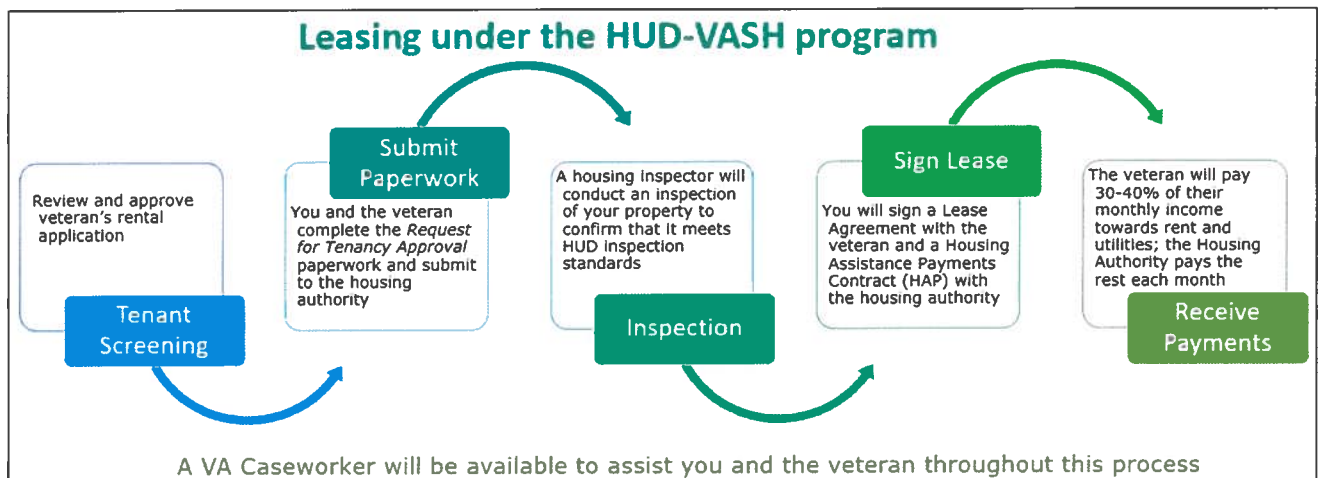 Leasing under the HUD-VASH program
Review and approve
veteran's rental
application
Tenant
Screening
Submit
Paperwork
You and the veteran
complete the Request
for Tenancy Approval
paperwork and submit
to the housing
authority
A housing inspector will
conduct an inspection
of your property to
confirm that it meets
HUD inspection
standards
Inspection
Sign Lease
You will sign a Lease
Agreement with the
veteran and a Housing
Assistance Payments
Contract (HAP) with
the housing authority
The veteran will pay
30-40% of their
monthly income
towards rent and
utilities; the Housing
Authority pays the
rest each month
Receive
Payments
A VA Caseworker will be available to assist you and the veteran throughout this process